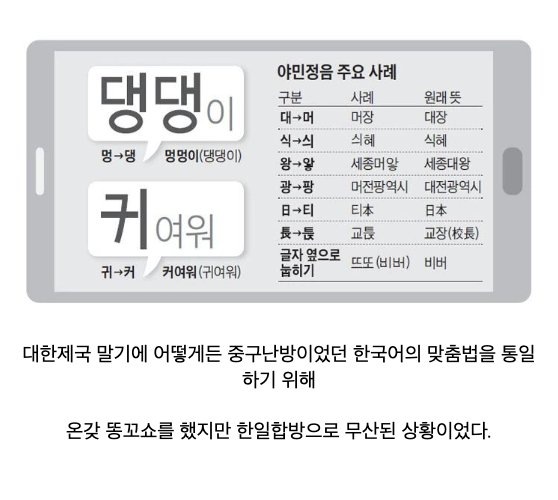 댕댕이
멍→댕 멍멍이(댕댕이)
커여워
귀→커 커여워(귀여워)
야민정음 주요 사례
구분 사례 원래 뜻
대→머 머장 대장
식→싀 싀혜 식혜
왕→앟 세종머앟 세종대왕
광→팡 머전팡역시 대전광역시
日→티 티本 日本
長→튽 교튽 교장(校長)
글자 옆으로
눕히기 뜨또(비버) 비버
대한제국 말기에 어떻게든 중구난방이었던 한국어의 맞춤법을 통일
하기 위해
온갖 똥꼬쇼를 했지만 한일합방으로 무산된 상황이었다.